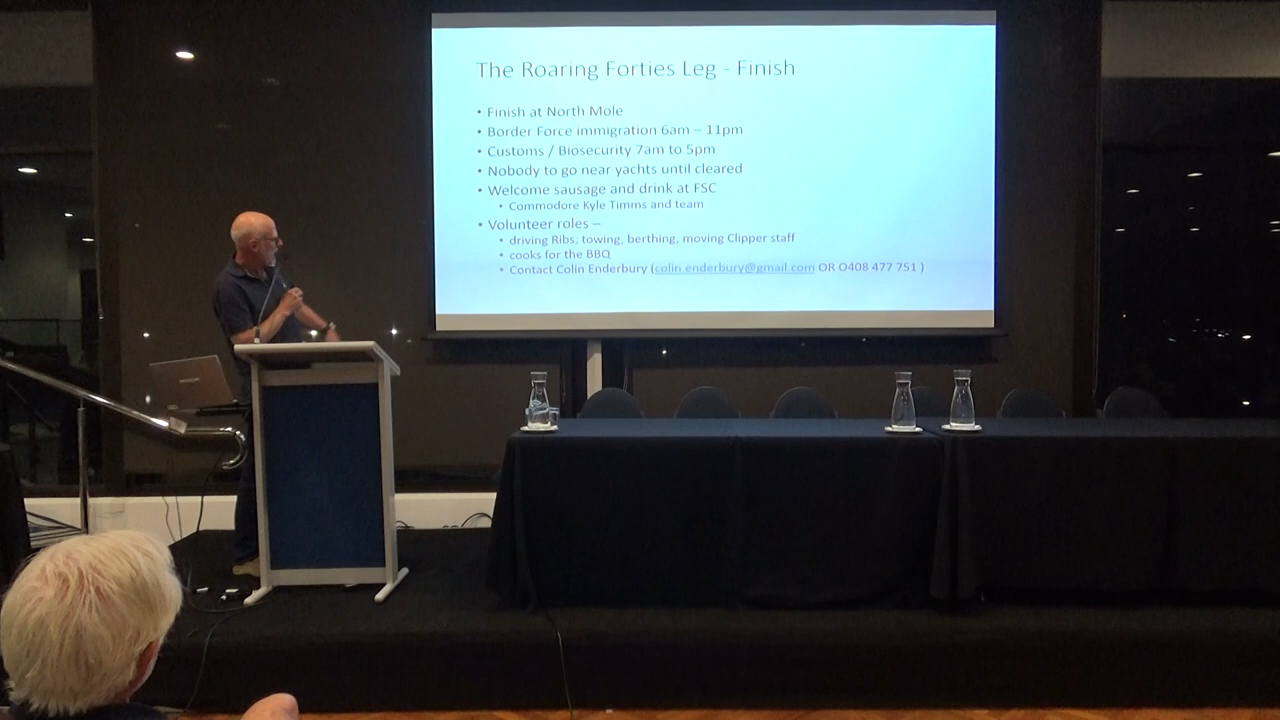 The Roaring Forties Leg - Finish
• Finish at North Mole
• Border Force immigration 6am – 11pm
• Customs / Biosecurity 7am to 5pm
• Nobody to go near yachts until cleared
• Welcome sausage and drink at FSC
• Commodore Kyle Timms and team
• Volunteer roles –
• driving Ribs, towing, berthing, moving Clipper staff
• cooks for the BBQ
• Contact Colin Enderbury (colin.enderbury@gmail.com OR O408 477 751 )